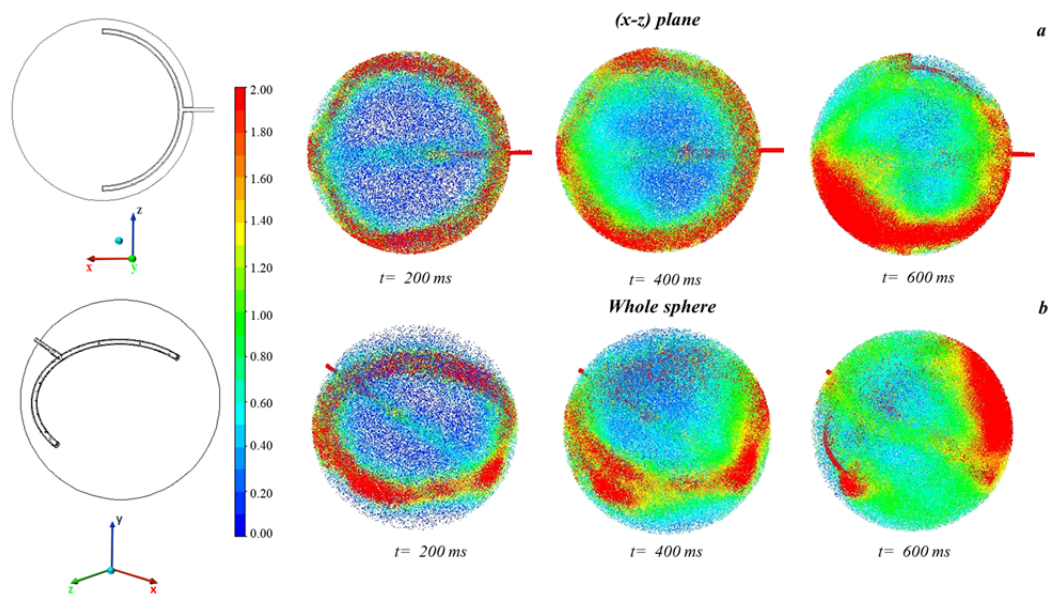 (x-z) plane
a
2.00
1.80
1.60
1.40
1.20
1.00
0.80
0.60
0.40
0.20
0.00
z
x
y
t= 200 ms
t= 400 ms
t= 600 ms
Whole sphere
b
y
z
x
t= 200 ms
t= 400 ms
t= 600 ms